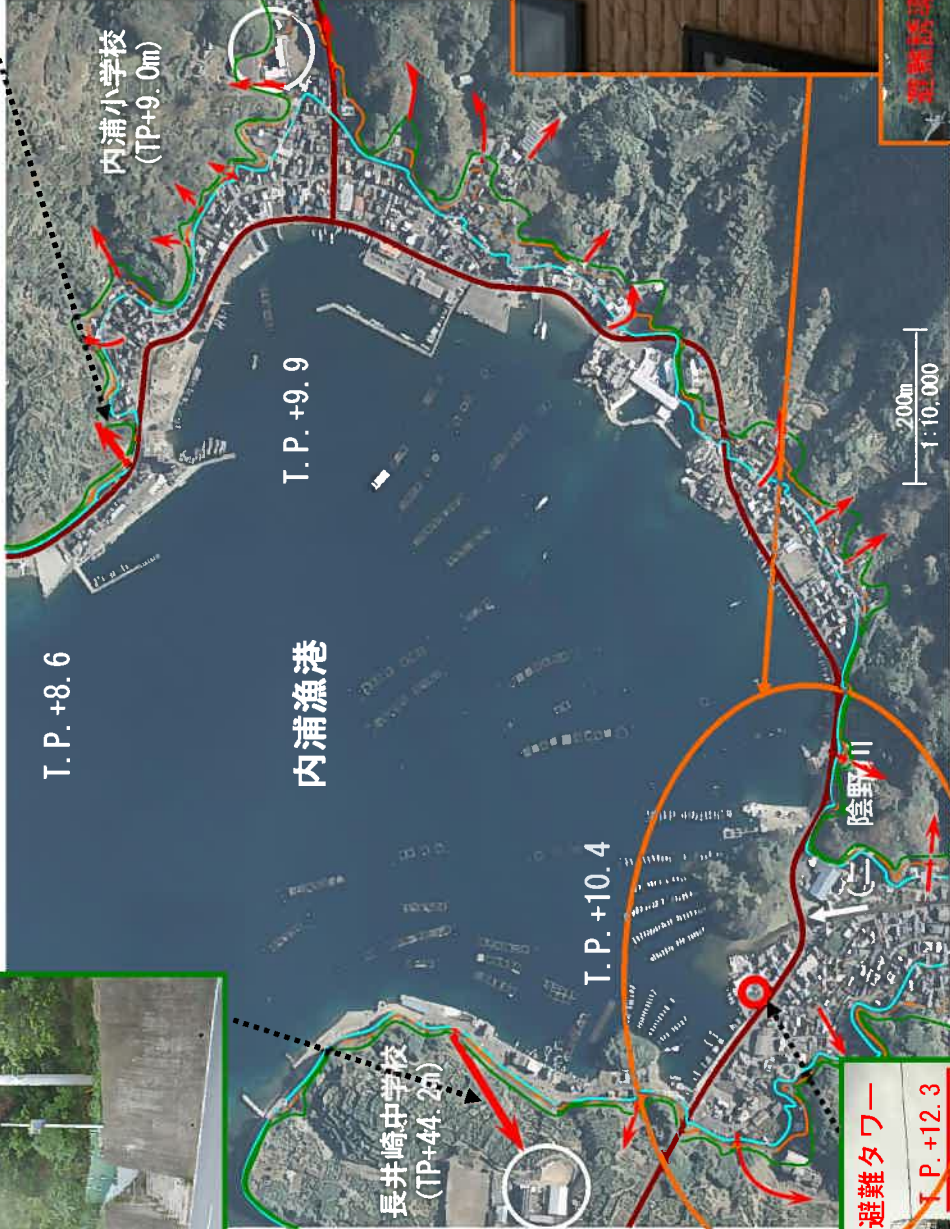 内浦小学校
(TP+9.0m)
T.P.+9.9
T.P.+8.6
内浦漁港
200m
1:10,000
陰野川
(二)
T.P.+10.4
長井崎中学校
(TP+44.2m)
避難タワー
T.P.+12.3
避難誘導